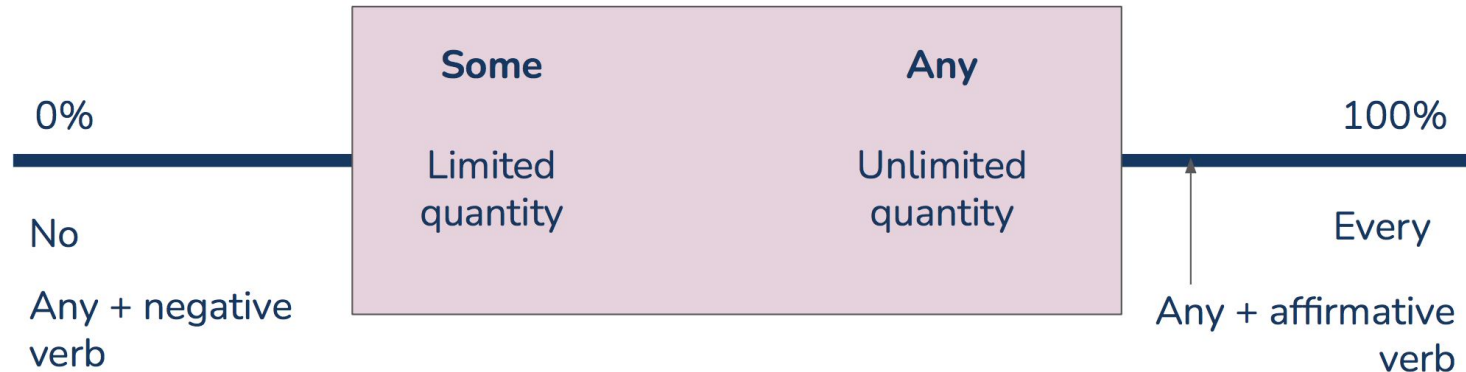 Some
Any
0%
100%
Limited
quantity
Unlimited
quantity
No
Every
Any + negative
verb
Any + affirmative
verb